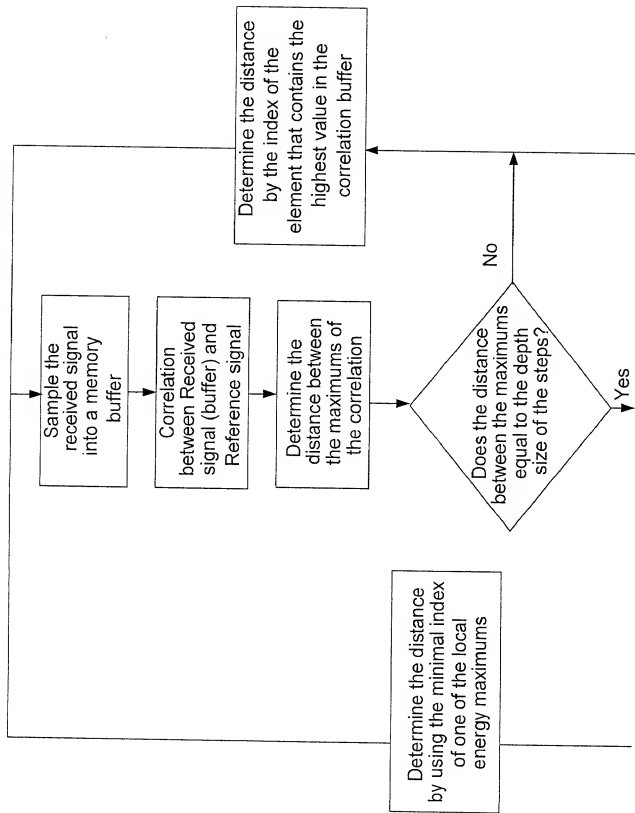 Sample the
received signal
into a memory
buffer
Correlation
between Received
signal (buffer) and
Reference signal
Determine the
distance between
the maximums of
the correlation
Does the distance
between the maximums
equal to the depth
size of the steps?
No
Yes
Determine the distance
by the index of the
element that contains the
highest value in the
correlation buffer
Determine the distance
by using the minimal index
of one of the local
energy maximums